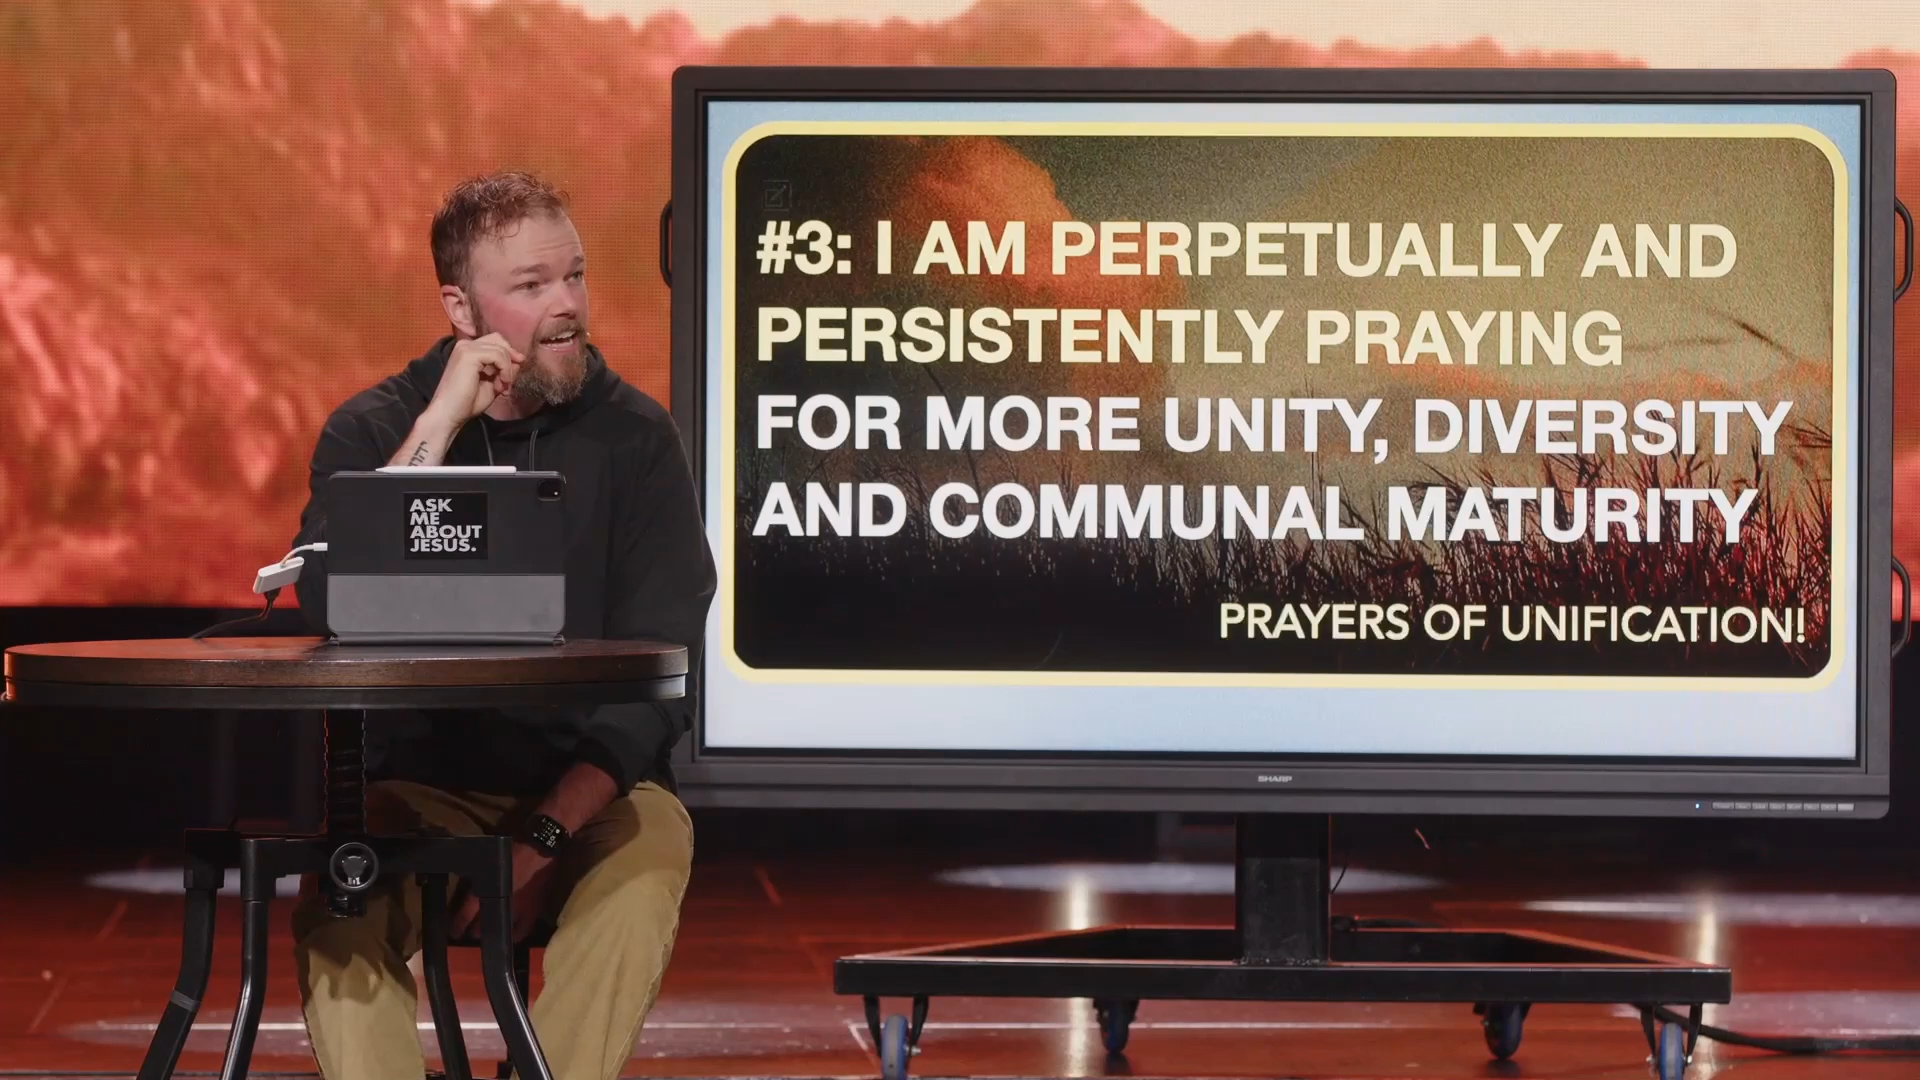 #3: I AM PERPETUALLY AND
PERSISTENTLY PRAYING
FOR MORE UNITY, DIVERSITY
AND COMMUNAL MATURITY
PRAYERS OF UNIFICATION!
ASK
ME
ABOUT
JESUS.
SHARP